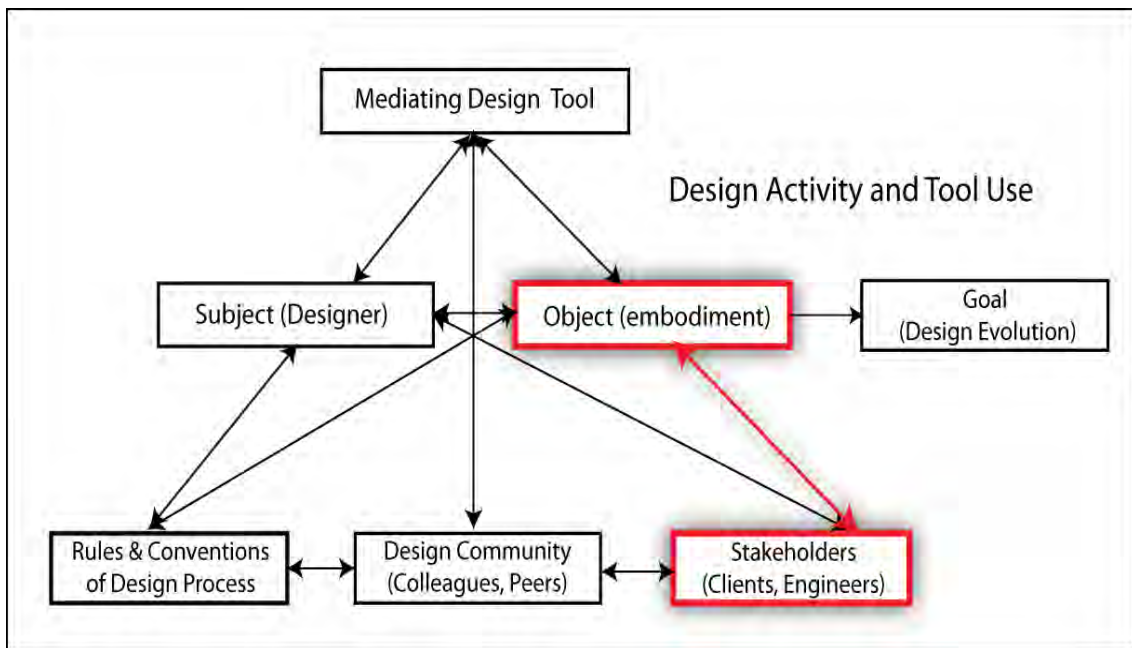 Mediating Design Tool
Design Activity and Tool Use
Subject (Designer)
Object (embodiment)
Goal
(Design Evolution)
Rules & Conventions
of Design Process
Design Community
(Colleagues, Peers)
Stakeholders
(Clients, Engineers)